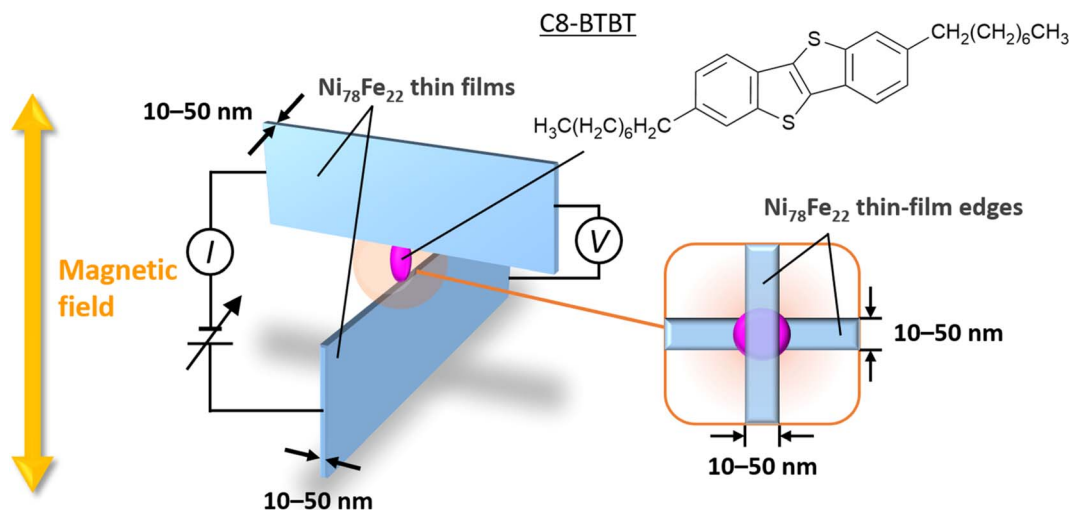 C8-BTBT
S
CH₂(CH₂)₆CH₃
Ni₇₈Fe₂₂ thin films
10–50 nm
H₃C(H₂C)₆H₂C
S
Ni₇₈Fe₂₂ thin-film edges
I
V
Magnetic
field
10–50 nm
10–50 nm
10–50 nm